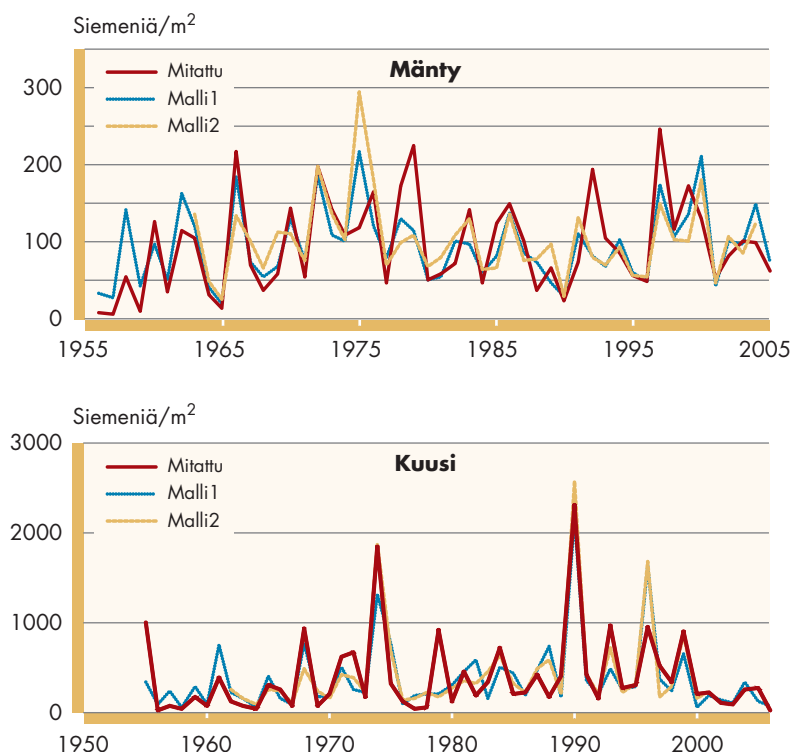 Siemeniä/m²
Mänty
Mitattu
Malli1
Malli2
300
200
100
0
1955 1965 1975 1985 1995 2005
Siemeniä/m²
3000
Kuusi
Mitattu
Malli1
Malli2
2000
1000
0
1950 1960 1970 1980 1990 2000